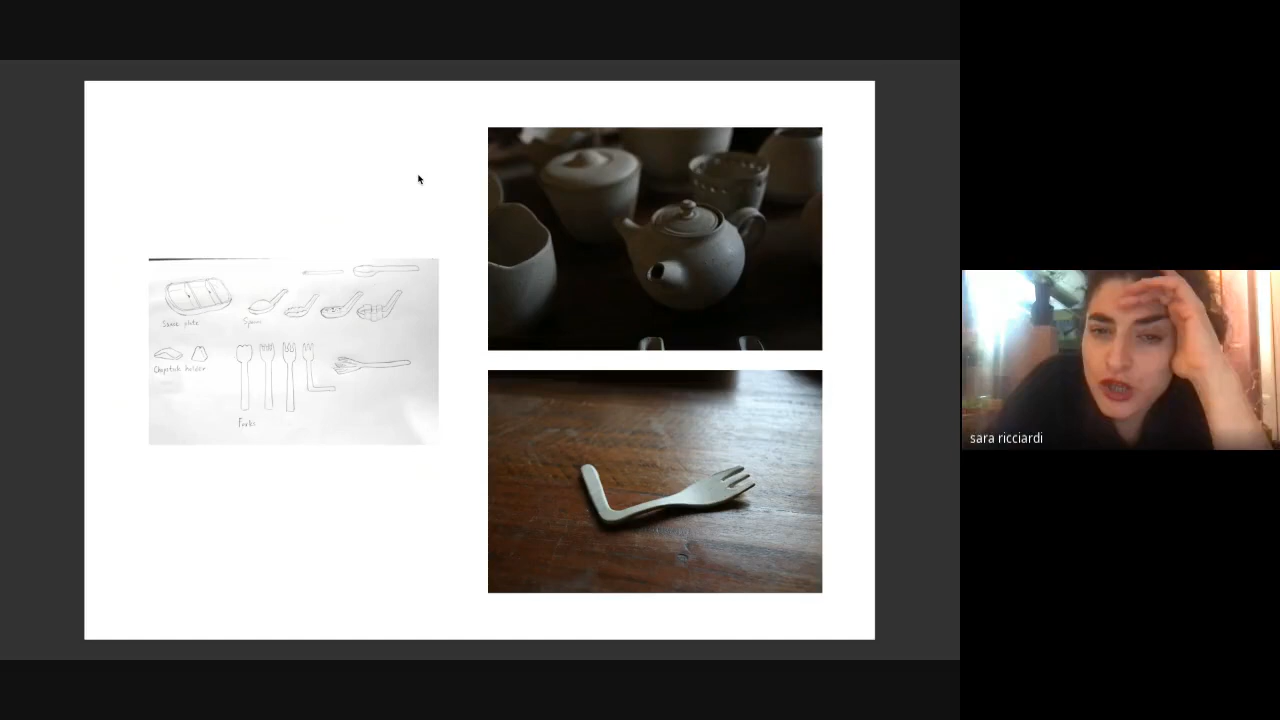 Sauce plate
Spoon
Chopstick holder
Forks
sara ricciardi